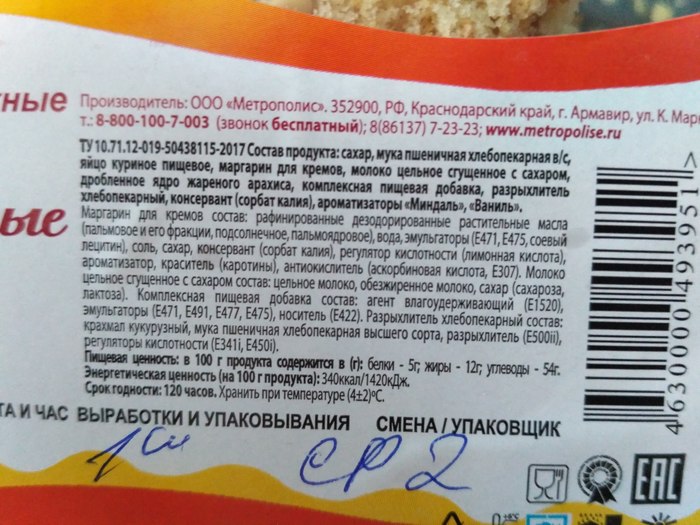 ные Производитель: ООО «Метрополис». 352900, РФ, Краснодарский край, г. Армавир, ул. К. Мар
т.: 8-800-100-7-003 (звонок бесплатный); 8(86137) 7-23-23; www.metropolise.ru
ТУ 10.71.12-019-50438115-2017 Состав продукта: сахар, мука пшеничная хлебопекарная в/с,
яйцо куриное пищевое, маргарин для кремов, молоко цельное сгущенное с сахаром,
дробленое ядро жареного арахиса, комплексная пищевая добавка, разрыхлитель
хлебопекарный, консервант (сорбат калия), ароматизаторы «Миндаль», «Ваниль».
ые Маргарин для кремов состав: рафинированные дезодорированные растительные масла
(пальмовое и его фракции, подсолнечное, пальмоядровое), вода, эмульгаторы (Е471, Е475, соевый
лецитин), соль, сахар, консервант (сорбат калия), регулятор кислотности (лимонная кислота),
ароматизатор, краситель (каротины), антиокислитель (аскорбиновая кислота, Е307). Молоко
цельное сгущенное с сахаром состав: цельное молоко, обезжиренное молоко, сахар (сахароза,
лактоза). Комплексная пищевая добавка состав: агент влагоудерживающий (Е1520),
эмульгаторы (Е471, Е491, Е477, Е475), носитель (Е422). Разрыхлитель хлебопекарный состав:
крахмал кукурузный, мука пшеничная хлебопекарная высшего сорта, разрыхлитель (Е500ii),
регуляторы кислотности (Е341i, Е450i).
Пищевая ценность: в 100 г продукта содержится в (г): белки - 5г; жиры - 12г; углеводы - 54г.
Энергетическая ценность (на 100 г продукта): 340ккал/1420кДж.
Срок годности: 120 часов. Хранить при температуре (4±2)°С.
4630000493951
ТА И ЧАС ВЫРАБОТКИ И УПАКОВЫВАНИЯ СМЕНА / УПАКОВЩИК
1см СР2
ЕАС